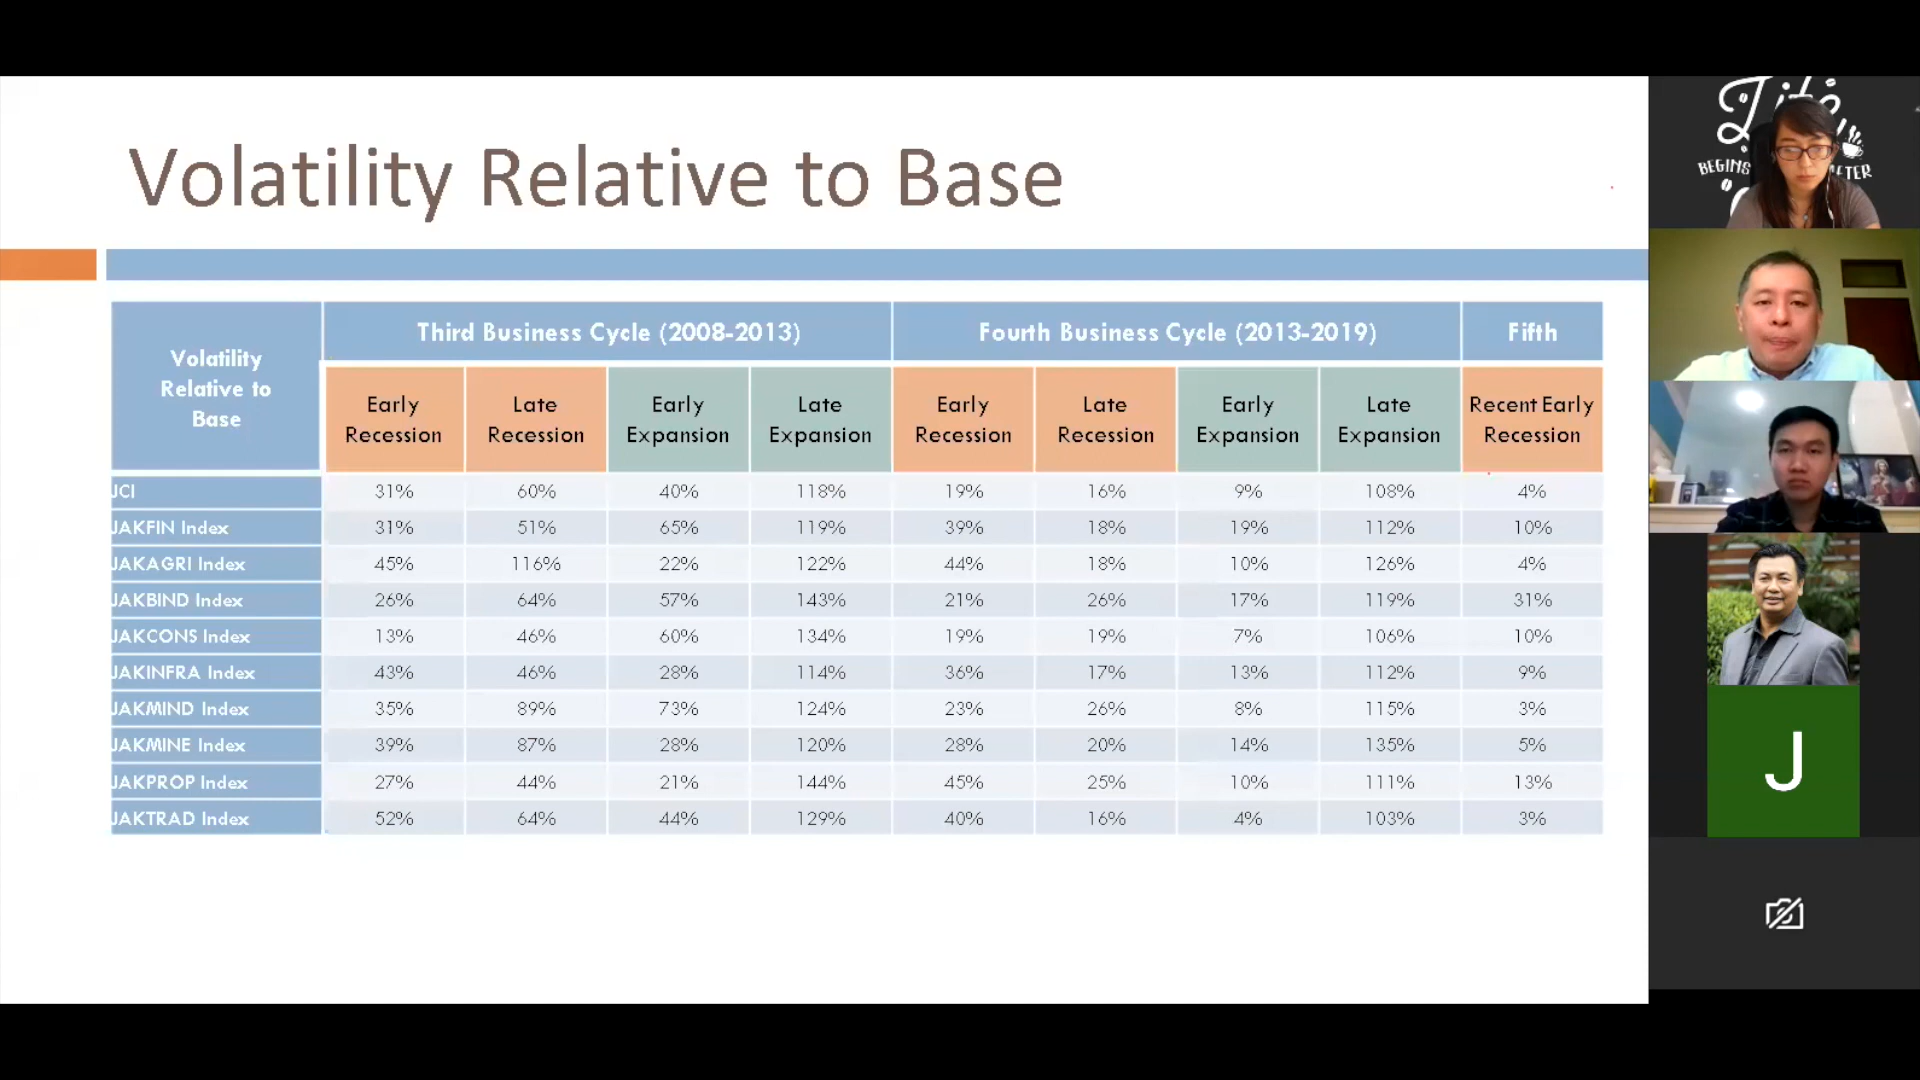 Volatility Relative to Base
Volatility
Relative to
Base
Third Business Cycle (2008-2013)
Fourth Business Cycle (2013-2019)
Fifth
Early
Recession
Late
Recession
Early
Expansion
Late
Expansion
Early
Recession
Late
Recession
Early
Expansion
Late
Expansion
Recent Early
Recession
JCI 31% 60% 40% 118% 19% 16% 9% 108% 4%
JAKFIN Index 31% 51% 65% 119% 39% 18% 19% 112% 10%
JAKAGRI Index 45% 116% 22% 122% 44% 18% 10% 126% 4%
JAKBIND Index 26% 64% 57% 143% 21% 26% 17% 119% 31%
JAKCONS Index 13% 46% 60% 134% 19% 19% 7% 106% 10%
JAKINFRA Index 43% 46% 28% 114% 36% 17% 13% 112% 9%
JAKMIND Index 35% 89% 73% 124% 23% 26% 8% 115% 3%
JAKMINE Index 39% 87% 28% 120% 28% 20% 14% 135% 5%
JAKPROP Index 27% 44% 21% 144% 45% 25% 10% 111% 13%
JAKTRAD Index 52% 64% 44% 129% 40% 16% 4% 103% 3%
BEGINS
J